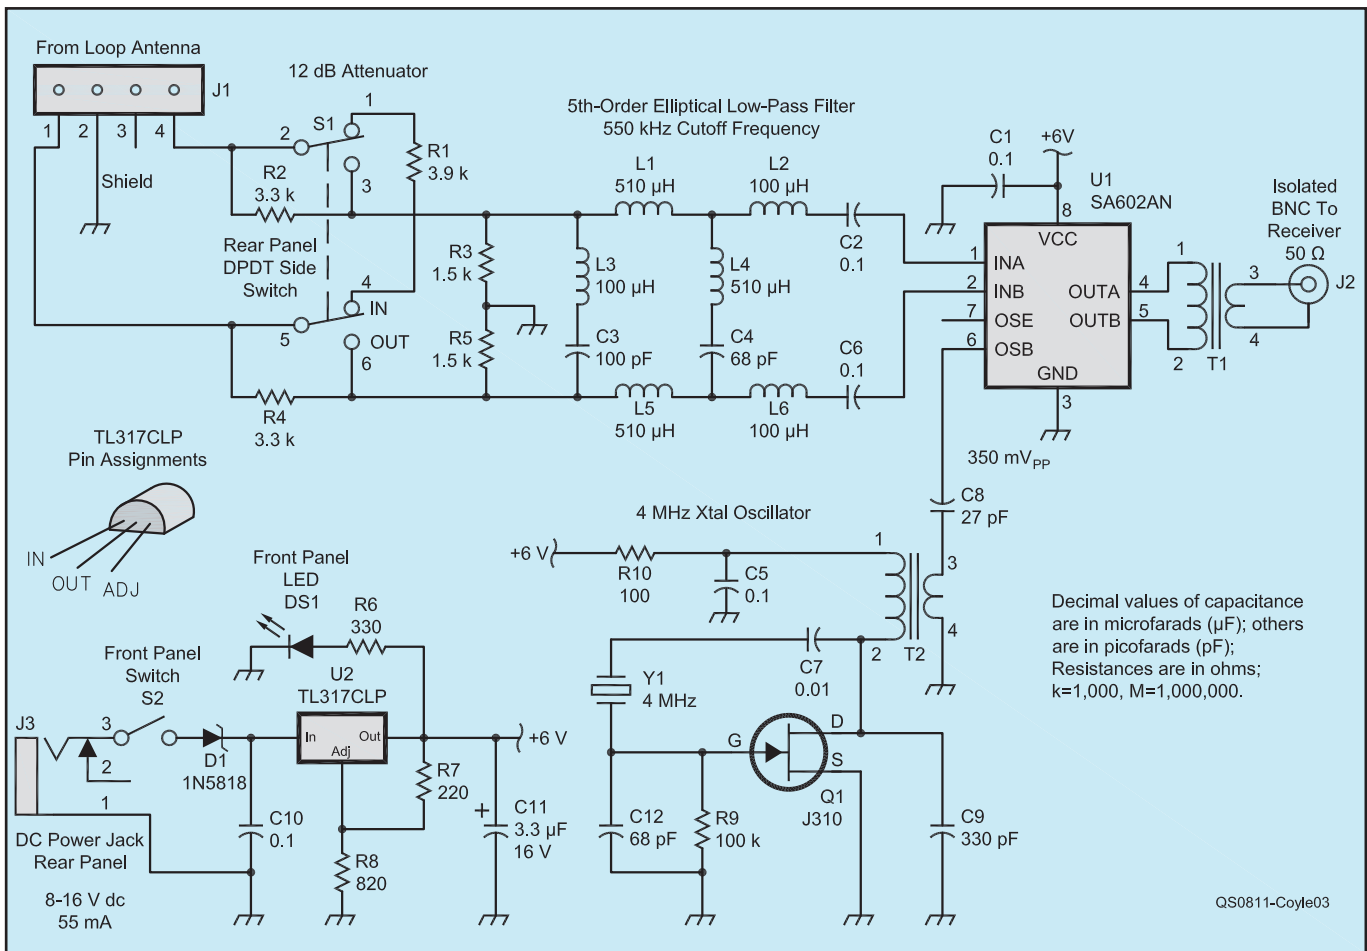 From Loop Antenna
J1
1
2
3
4
Shield
12 dB Attenuator
1
2
S1
3
R1
3.9 k
R2
3.3 k
Rear Panel
DPDT Side
Switch
4
IN
5
OUT
6
R4
3.3 k
R3
1.5 k
R5
1.5 k
5th-Order Elliptical Low-Pass Filter
550 kHz Cutoff Frequency
L1
510 µH
L2
100 µH
L3
100 µH
L4
510 µH
C3
100 pF
C4
68 pF
L5
510 µH
L6
100 µH
C2
0.1
C6
0.1
C1
0.1
+6V
U1
SA602AN
8
VCC
1
INA
2
INB
7
OSE
6
OSB
OUTA
4
OUTB
5
GND
3
1
2
T1
3
4
Isolated
BNC To
Receiver
50 Ω
J2
350 mVPP
C8
27 pF
TL317CLP
Pin Assignments
IN
OUT
ADJ
4 MHz Xtal Oscillator
+6 V
R10
100
C5
0.1
1
2
T2
3
4
C7
0.01
Y1
4 MHz
G
D
S
Q1
J310
C12
68 pF
R9
100 k
C9
330 pF
Front Panel
LED
DS1
R6
330
Front Panel
Switch
S2
J3
3
2
1
D1
1N5818
U2
TL317CLP
In
Out
Adj
+6 V
R7
220
C10
0.1
R8
820
+
C11
3.3 µF
16 V
DC Power Jack
Rear Panel
8-16 V dc
55 mA
Decimal values of capacitance
are in microfarads (µF); others
are in picofarads (pF);
Resistances are in ohms;
k=1,000, M=1,000,000.
QS0811-Coyle03